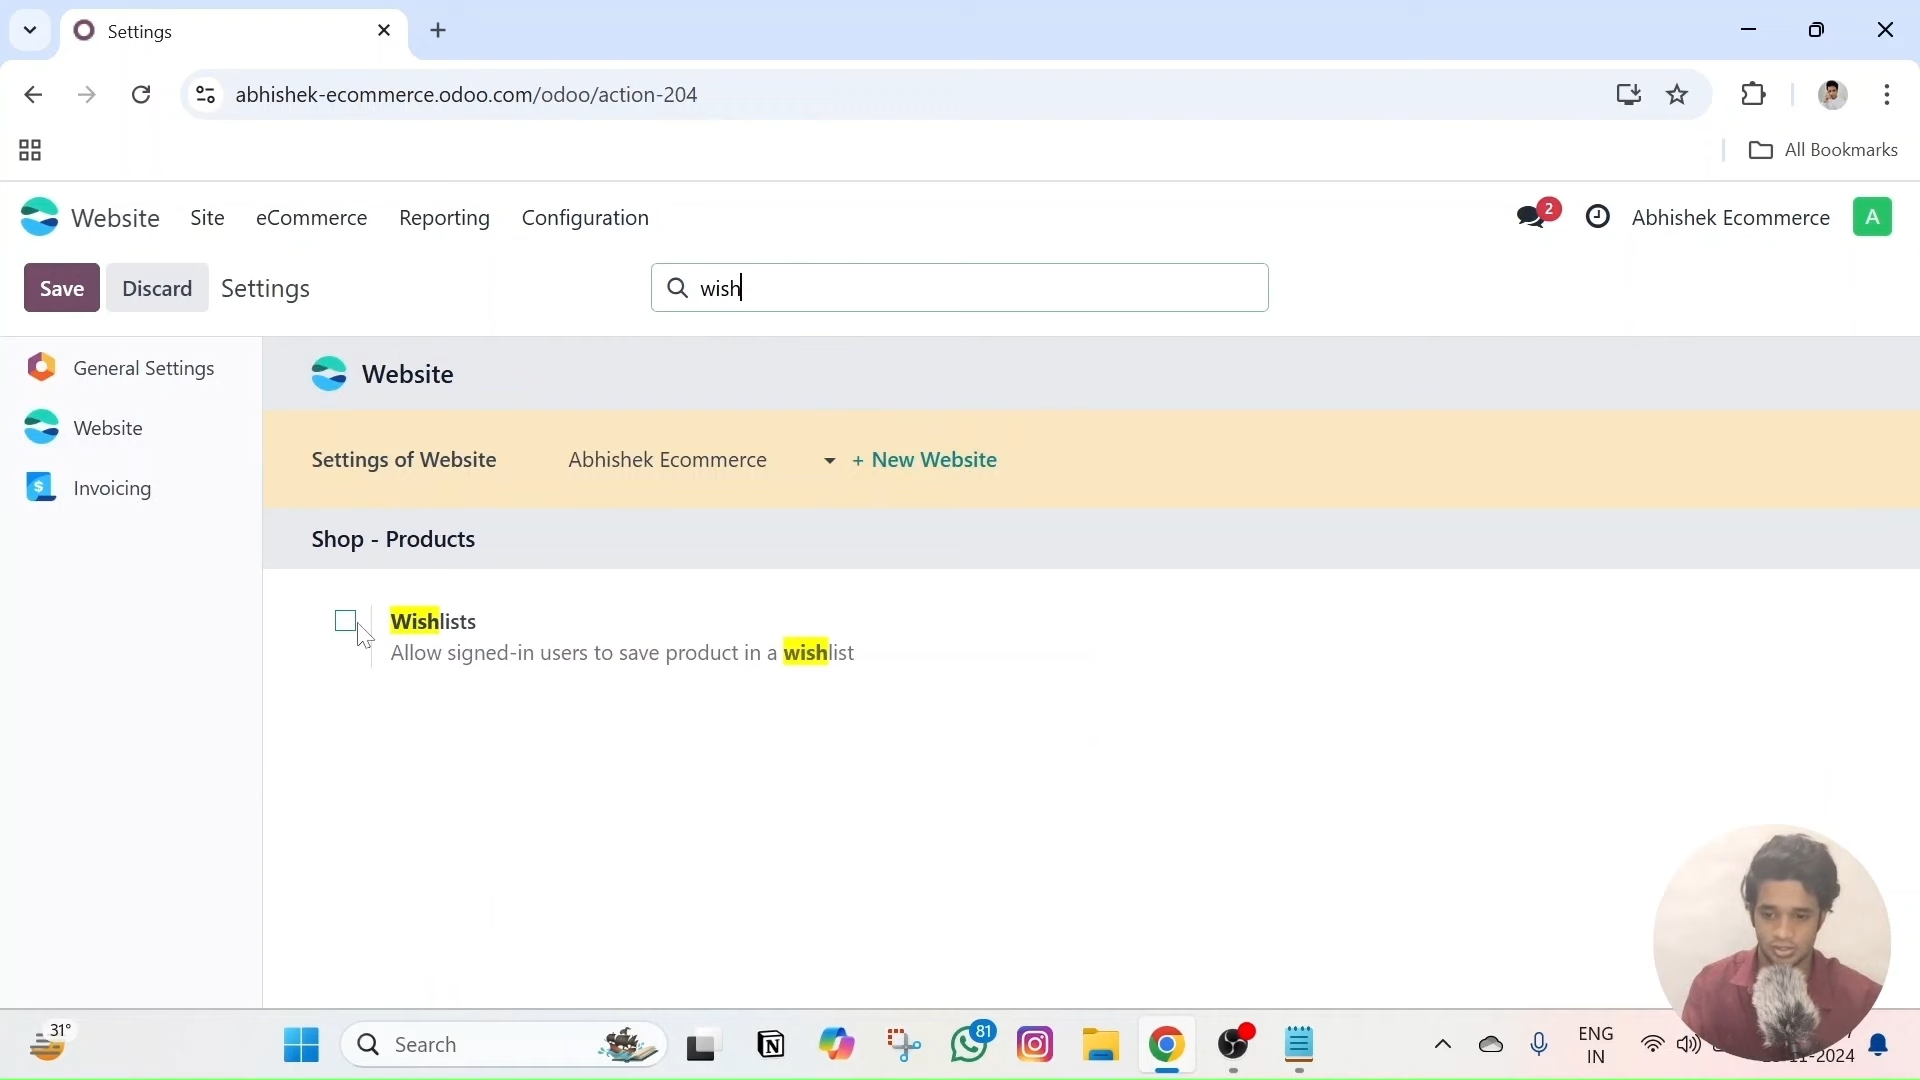 Settings
abhishek-ecommerce.odoo.com/odoo/action-204
All Bookmarks
Website Site eCommerce Reporting Configuration 2 Abhishek Ecommerce A
Save Discard Settings wish
General Settings
Website
Invoicing
Website
Settings of Website Abhishek Ecommerce + New Website
Shop - Products
Wishlists
Allow signed-in users to save product in a wishlist
31°
Search
81
ENG
IN